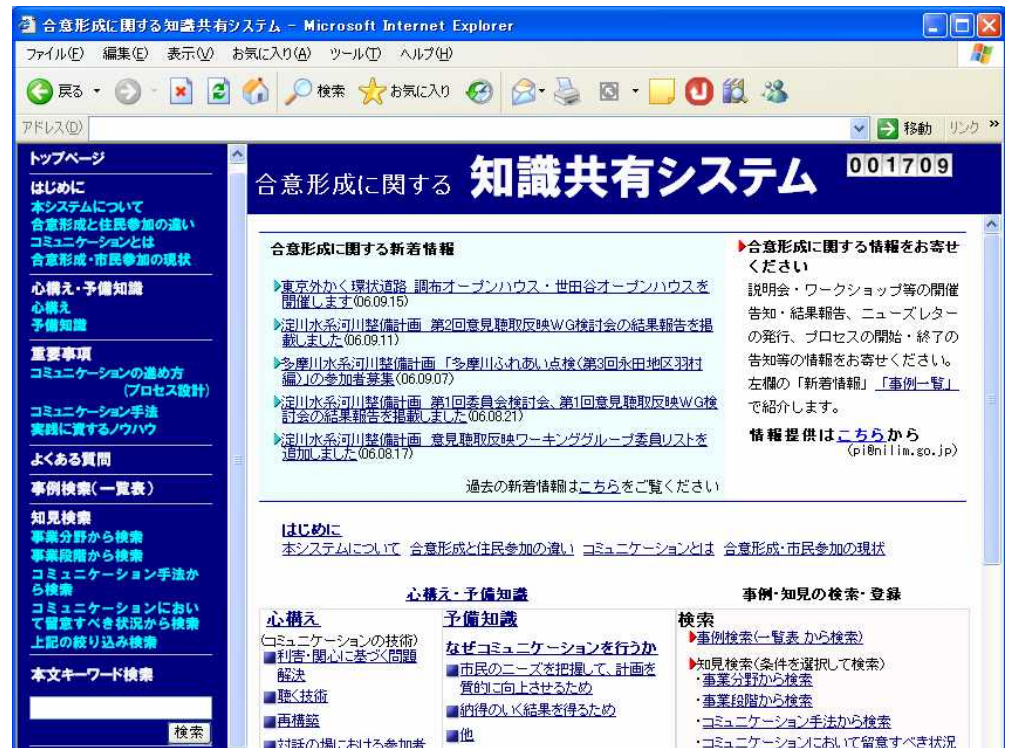 合意形成に関する知識共有システム - Microsoft Internet Explorer
ファイル(F) 編集(E) 表示(V) お気に入り(A) ツール(T) ヘルプ(H)
戻る 検索 お気に入り
アドレス(D) 移動 リンク »
トップページ
はじめに
本システムについて
合意形成と住民参加の違い
コミュニケーションとは
合意形成・市民参加の現状
心構え・予備知識
心構え
予備知識
重要事項
コミュニケーションの進め方
(プロセス設計)
コミュニケーション手法
実践に資するノウハウ
よくある質問
事例検索(一覧表)
知見検索
事業分野から検索
事業段階から検索
コミュニケーション手法か
ら検索
コミュニケーションにおい
て留意すべき状況から検索
上記の絞り込み検索
本文キーワード検索
検索
合意形成に関する 知識共有システム 001709
合意形成に関する新着情報
東京外かく環状道路 調布オープンハウス・世田谷オープンハウスを
開催します(06.09.15)
淀川水系河川整備計画 第2回意見聴取反映WG検討会の結果報告を掲
載しました(06.09.11)
多摩川水系河川整備計画 「多摩川ふれあい点検(第3回永田地区羽村
編)」の参加者募集(06.09.07)
淀川水系河川整備計画 第1回委員会検討会、第1回意見聴取反映WG検
討会の結果報告を掲載しました(06.08.21)
淀川水系河川整備計画 意見聴取反映ワーキンググループ委員リストを
追加しました(06.08.17)
過去の新着情報はこちらをご覧ください
合意形成に関する情報をお寄せ
ください
説明会・ワークショップ等の開催
告知・結果報告、ニューズレター
の発行、プロセスの開始・終了の
告知等の情報をお寄せください。
左欄の「新着情報」「事例一覧」
で紹介します。
情報提供はこちらから
(pi@nilim.go.jp)
はじめに
本システムについて 合意形成と住民参加の違い コミュニケーションとは 合意形成・市民参加の現状
心構え・予備知識
心構え
(コミュニケーションの技術)
■利害・関心に基づく問題
解決
■聴く技術
■再構築
■対話の場における参加者
予備知識
なぜコミュニケーションを行うか
■市民のニーズを把握して、計画を
質的に向上させるため
■納得のいく結果を得るため
■他
事例・知見の検索・登録
検索
事例検索(一覧表 から検索)
知見検索(条件を選択して検索)
・事業分野から検索
・事業段階から検索
・コミュニケーション手法から検索
・コミュニケーションにおいて留意すべき状況